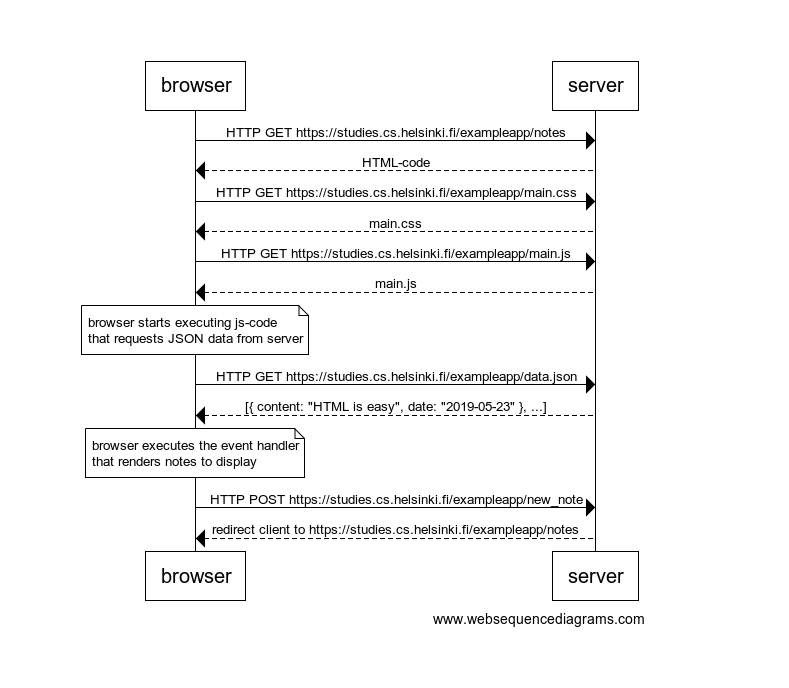 browser
server
HTTP GET https://studies.cs.helsinki.fi/exampleapp/notes
HTML-code
HTTP GET https://studies.cs.helsinki.fi/exampleapp/main.css
main.css
HTTP GET https://studies.cs.helsinki.fi/exampleapp/main.js
main.js
browser starts executing js-code
that requests JSON data from server
HTTP GET https://studies.cs.helsinki.fi/exampleapp/data.json
[{ content: "HTML is easy", date: "2019-05-23" }, ...]
browser executes the event handler
that renders notes to display
HTTP POST https://studies.cs.helsinki.fi/exampleapp/new_note
redirect client to https://studies.cs.helsinki.fi/exampleapp/notes
browser
server
www.websequencediagrams.com